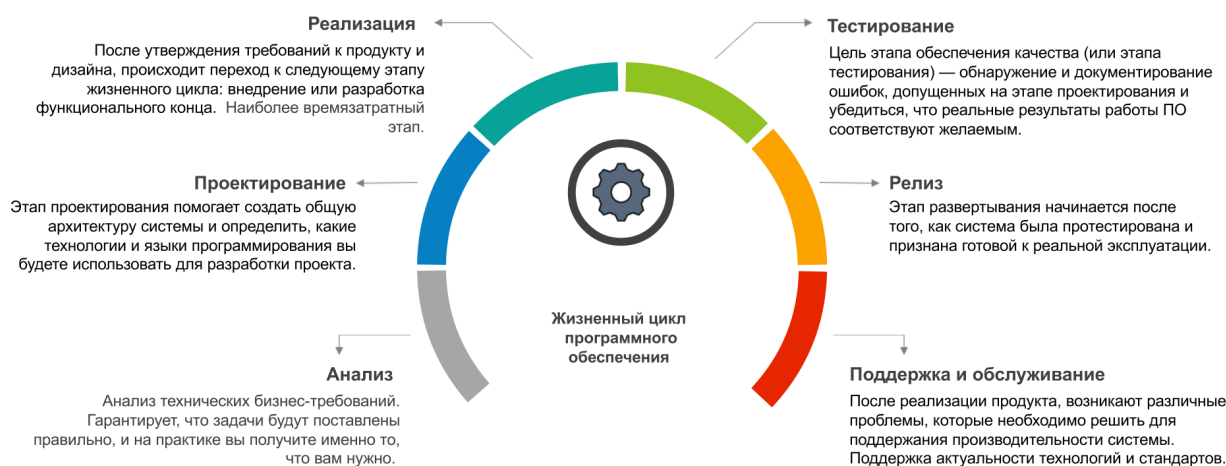 Реализация
После утверждения требований к продукту и
дизайна, происходит переход к следующему этапу
жизненного цикла: внедрение или разработка
функционального конца. Наиболее времязатратный
этап.
Тестирование
Цель этапа обеспечения качества (или этапа
тестирования) — обнаружение и документирование
ошибок, допущенных на этапе проектирования и
убедиться, что реальные результаты работы ПО
соответствуют желаемым.
Проектирование
Этап проектирования помогает создать общую
архитектуру системы и определить, какие
технологии и языки программирования вы
будете использовать для разработки проекта.
Релиз
Этап развертывания начинается после
того, как система была протестирована и
признана готовой к реальной эксплуатации.
Жизненный цикл
программного
обеспечения
Анализ
Анализ технических бизнес-требований.
Гарантирует, что задачи будут поставлены
правильно, и на практике вы получите именно то,
что вам нужно.
Поддержка и обслуживание
После реализации продукта, возникают различные
проблемы, которые необходимо решить для
поддержания производительности системы.
Поддержка актуальности технологий и стандартов.